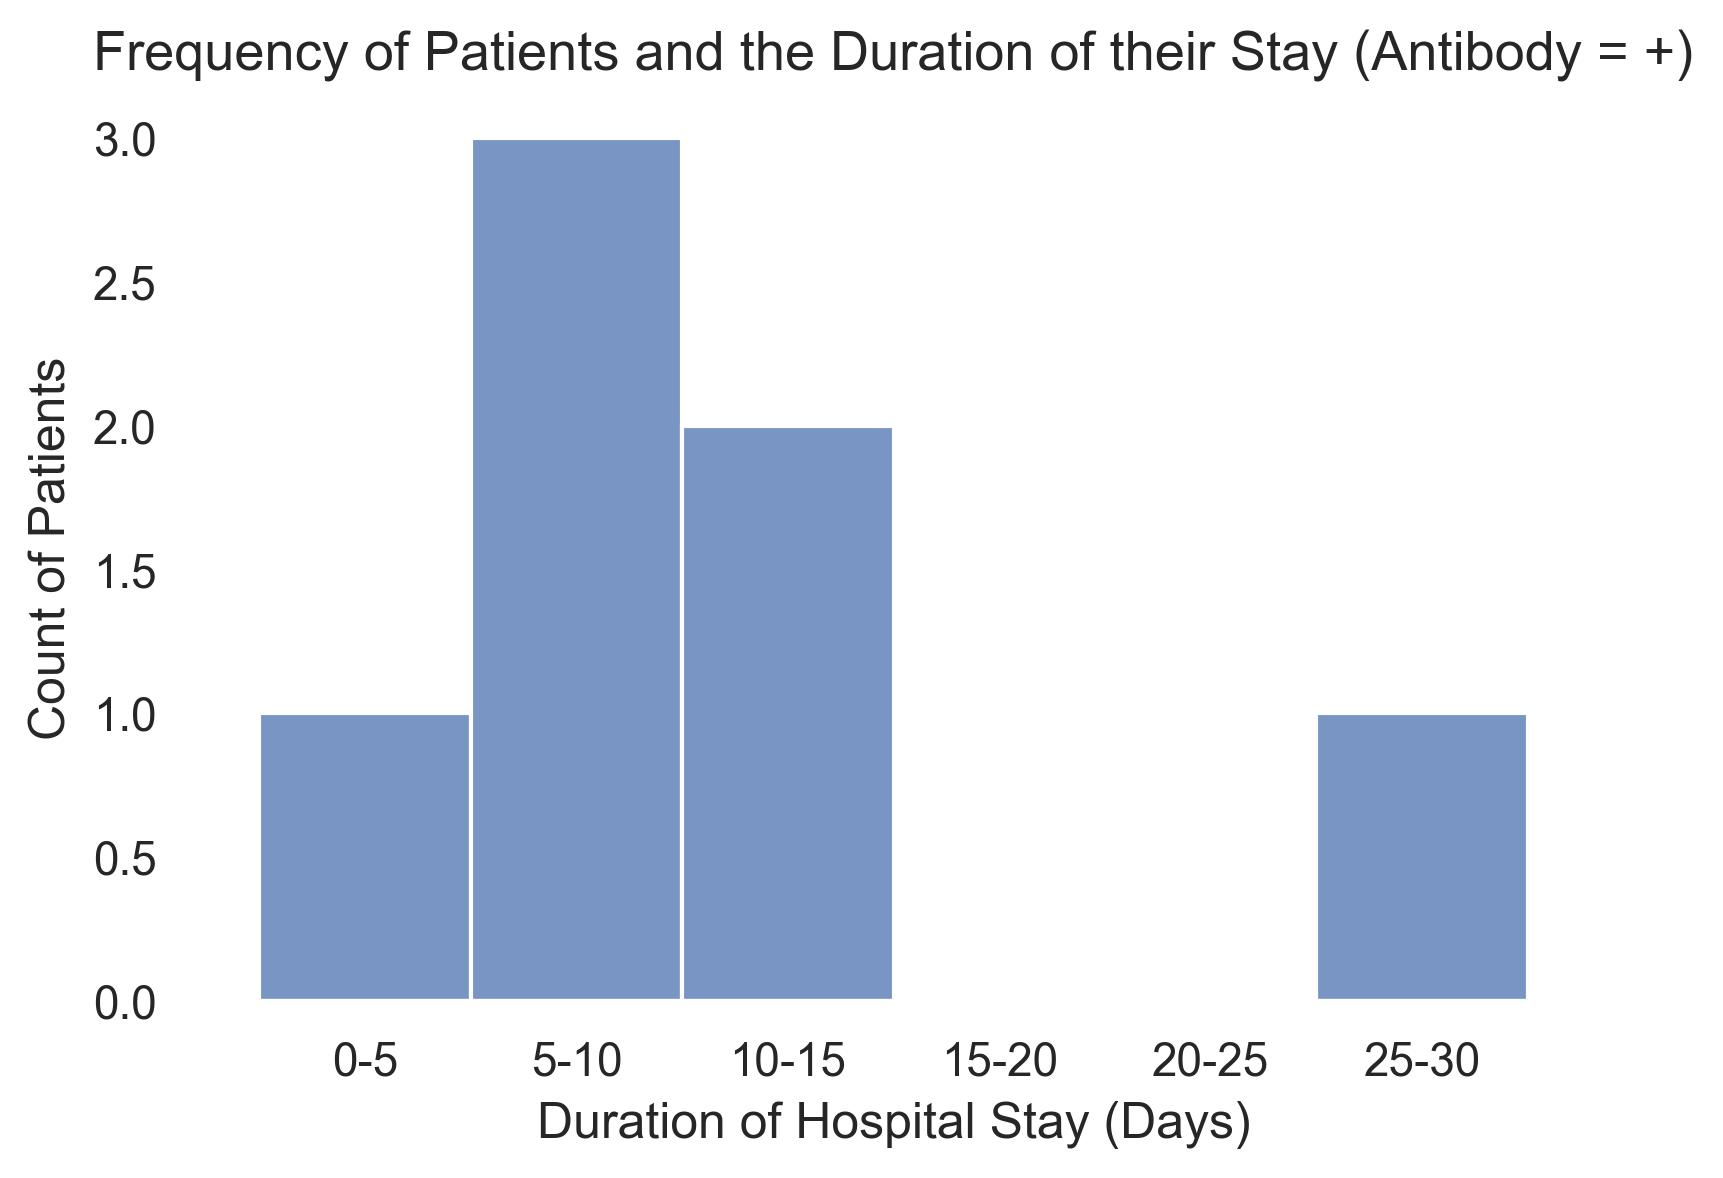 Frequency of Patients and the Duration of their Stay (Antibody = +)
3.0
2.5
2.0
1.5
1.0
0.5
0.0
Count of Patients
0-5 5-10 10-15 15-20 20-25 25-30
Duration of Hospital Stay (Days)